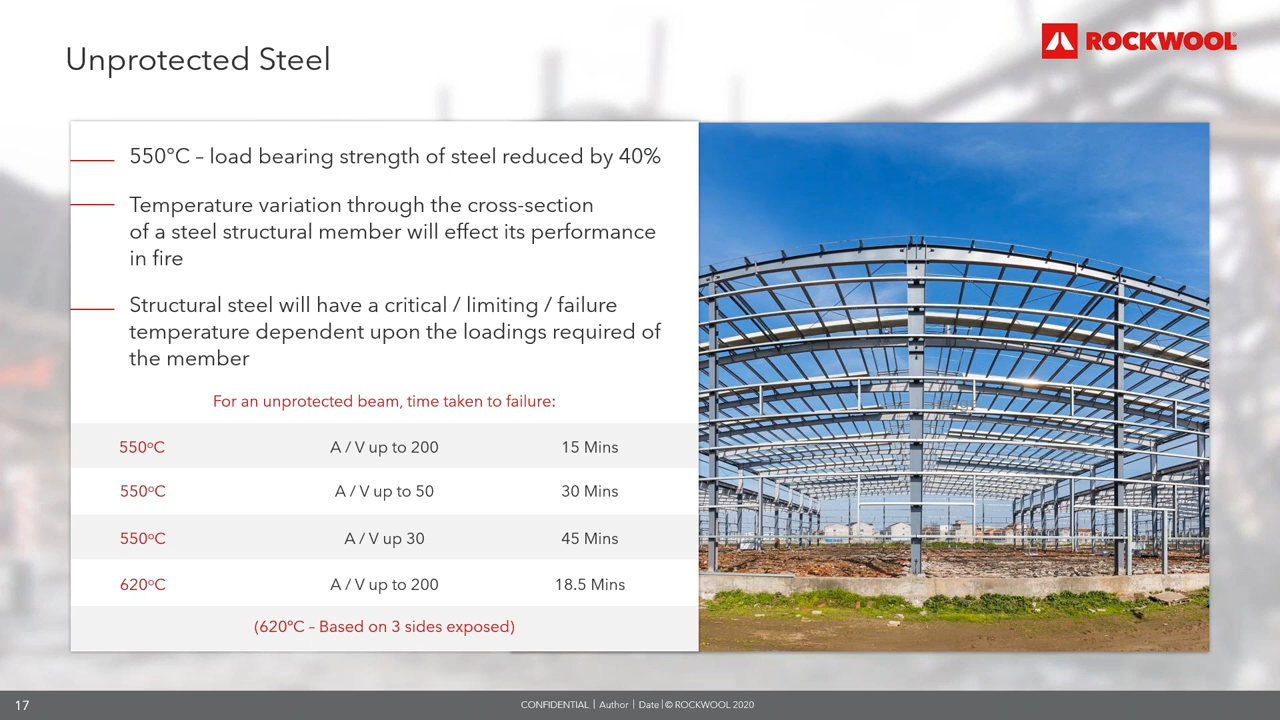 Unprotected Steel
ROCKWOOL
550°C – load bearing strength of steel reduced by 40%
Temperature variation through the cross-section
of a steel structural member will effect its performance
in fire
Structural steel will have a critical / limiting / failure
temperature dependent upon the loadings required of
the member
For an unprotected beam, time taken to failure:
550ºC A / V up to 200 15 Mins
550ºC A / V up to 50 30 Mins
550ºC A / V up 30 45 Mins
620ºC A / V up to 200 18.5 Mins
(620°C – Based on 3 sides exposed)
17
CONFIDENTIAL | Author | Date | © ROCKWOOL 2020